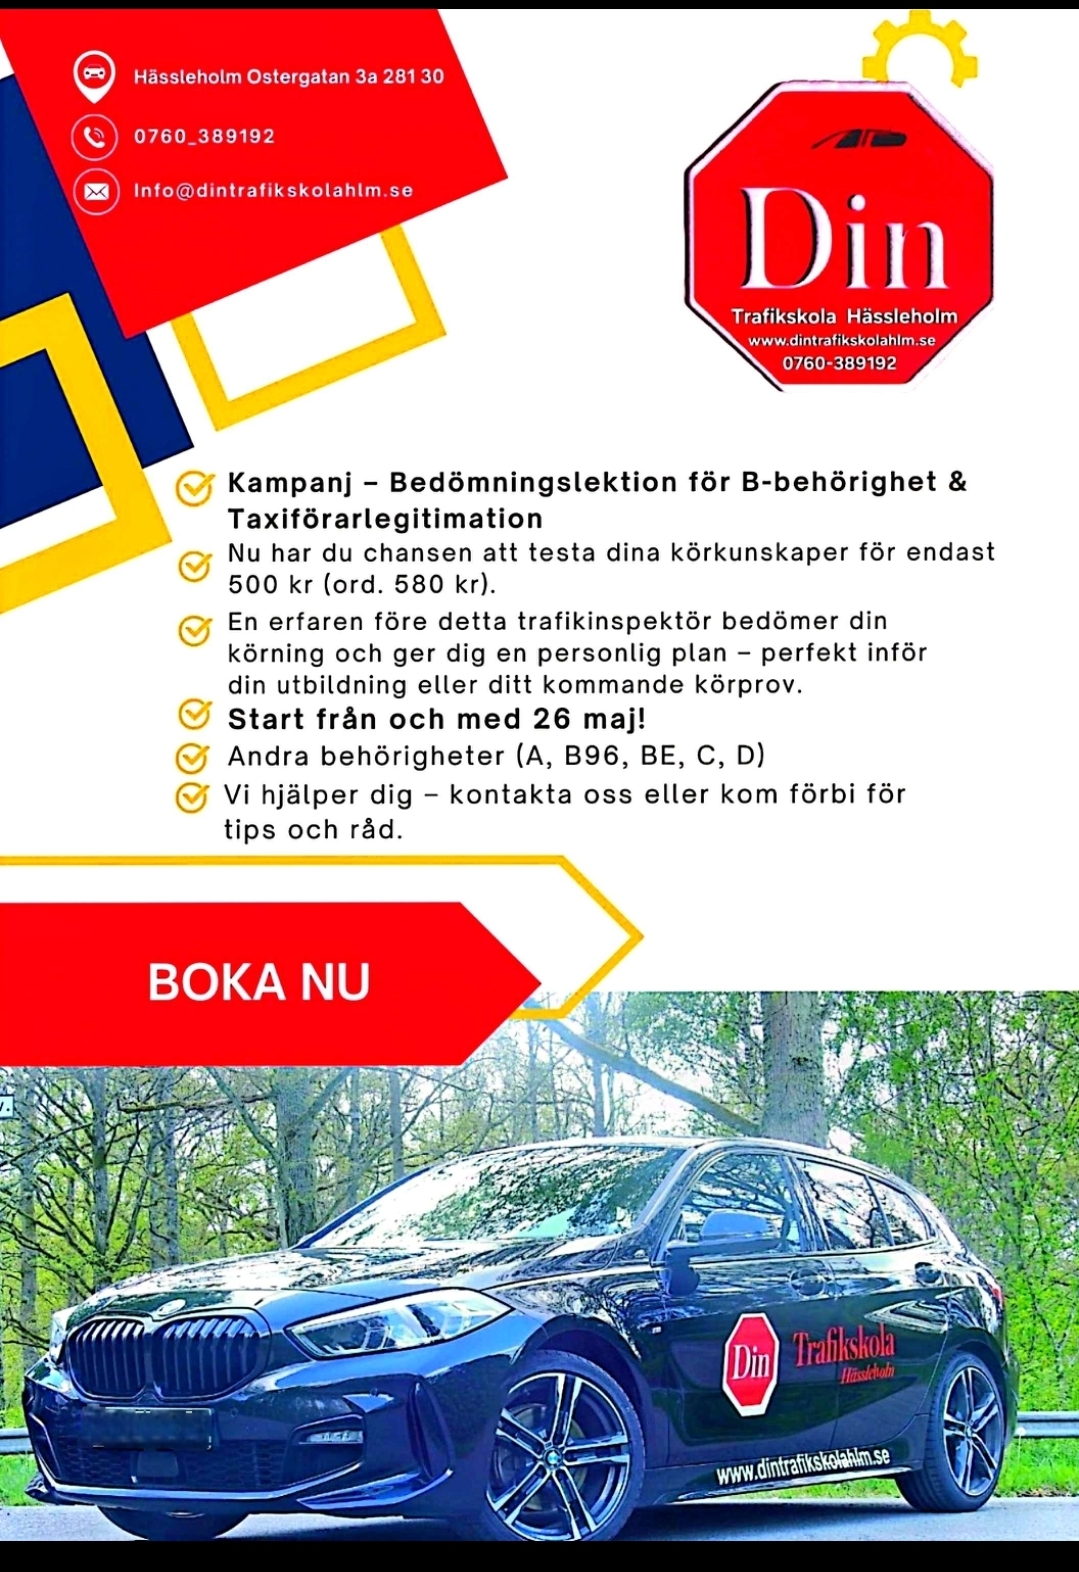 Hässleholm Ostergatan 3a 281 30
0760_389192
Info@dintrafikskolahlm.se
Din
Trafikskola Hässleholm
www.dintrafikskolahlm.se
0760-389192
Kampanj – Bedömningslektion för B-behörighet &
Taxiförarlegitimation
Nu har du chansen att testa dina körkunskaper för endast
500 kr (ord. 580 kr).
En erfaren före detta trafikinspektör bedömer din
körning och ger dig en personlig plan – perfekt inför
din utbildning eller ditt kommande körprov.
Start från och med 26 maj!
Andra behörigheter (A, B96, BE, C, D)
Vi hjälper dig – kontakta oss eller kom förbi för
tips och råd.
BOKA NU
Din
Trafikskola
Hässleholm
www.dintrafikskolahlm.se